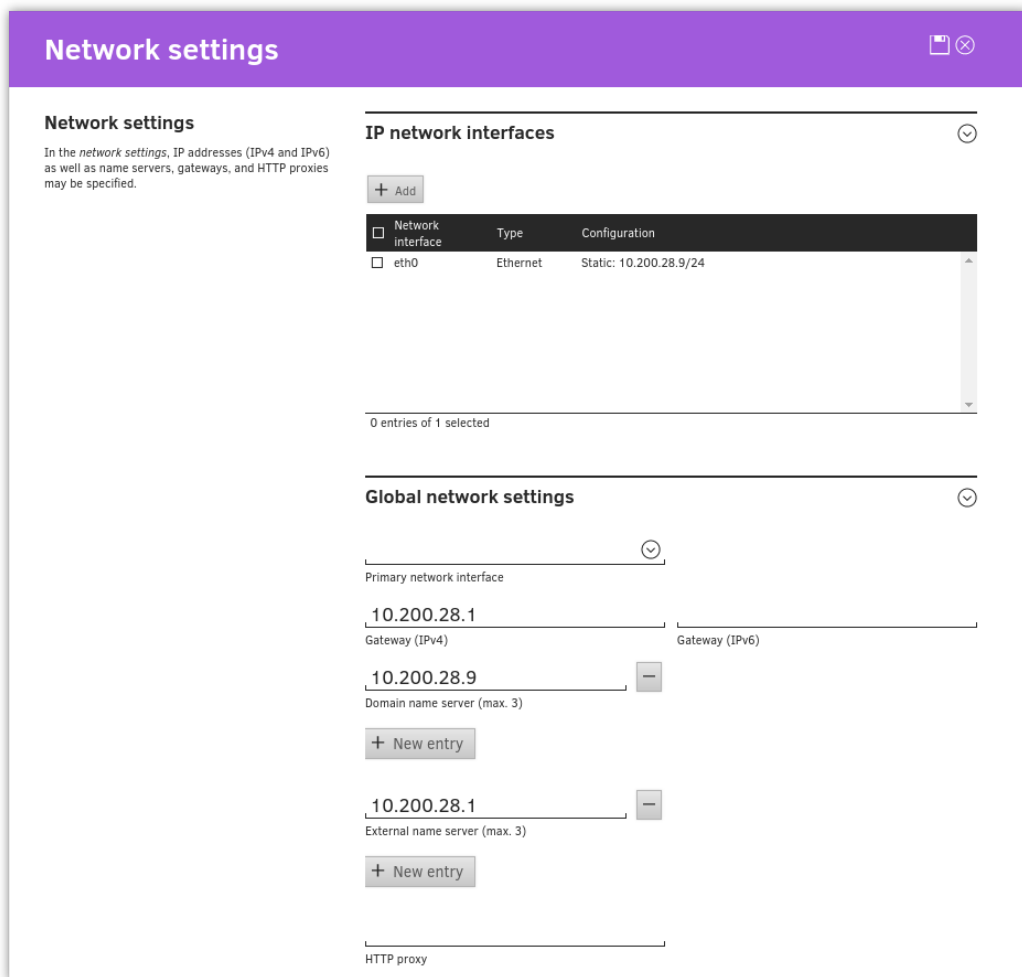 Network settings
Network settings
In the network settings, IP addresses (IPv4 and IPv6)
as well as name servers, gateways, and HTTP proxies
may be specified.
IP network interfaces
+ Add
Network
interface
Type
Configuration
eth0
Ethernet
Static: 10.200.28.9/24
0 entries of 1 selected
Global network settings
Primary network interface
10.200.28.1
Gateway (IPv4)
Gateway (IPv6)
10.200.28.9
Domain name server (max. 3)
+ New entry
10.200.28.1
External name server (max. 3)
+ New entry
HTTP proxy